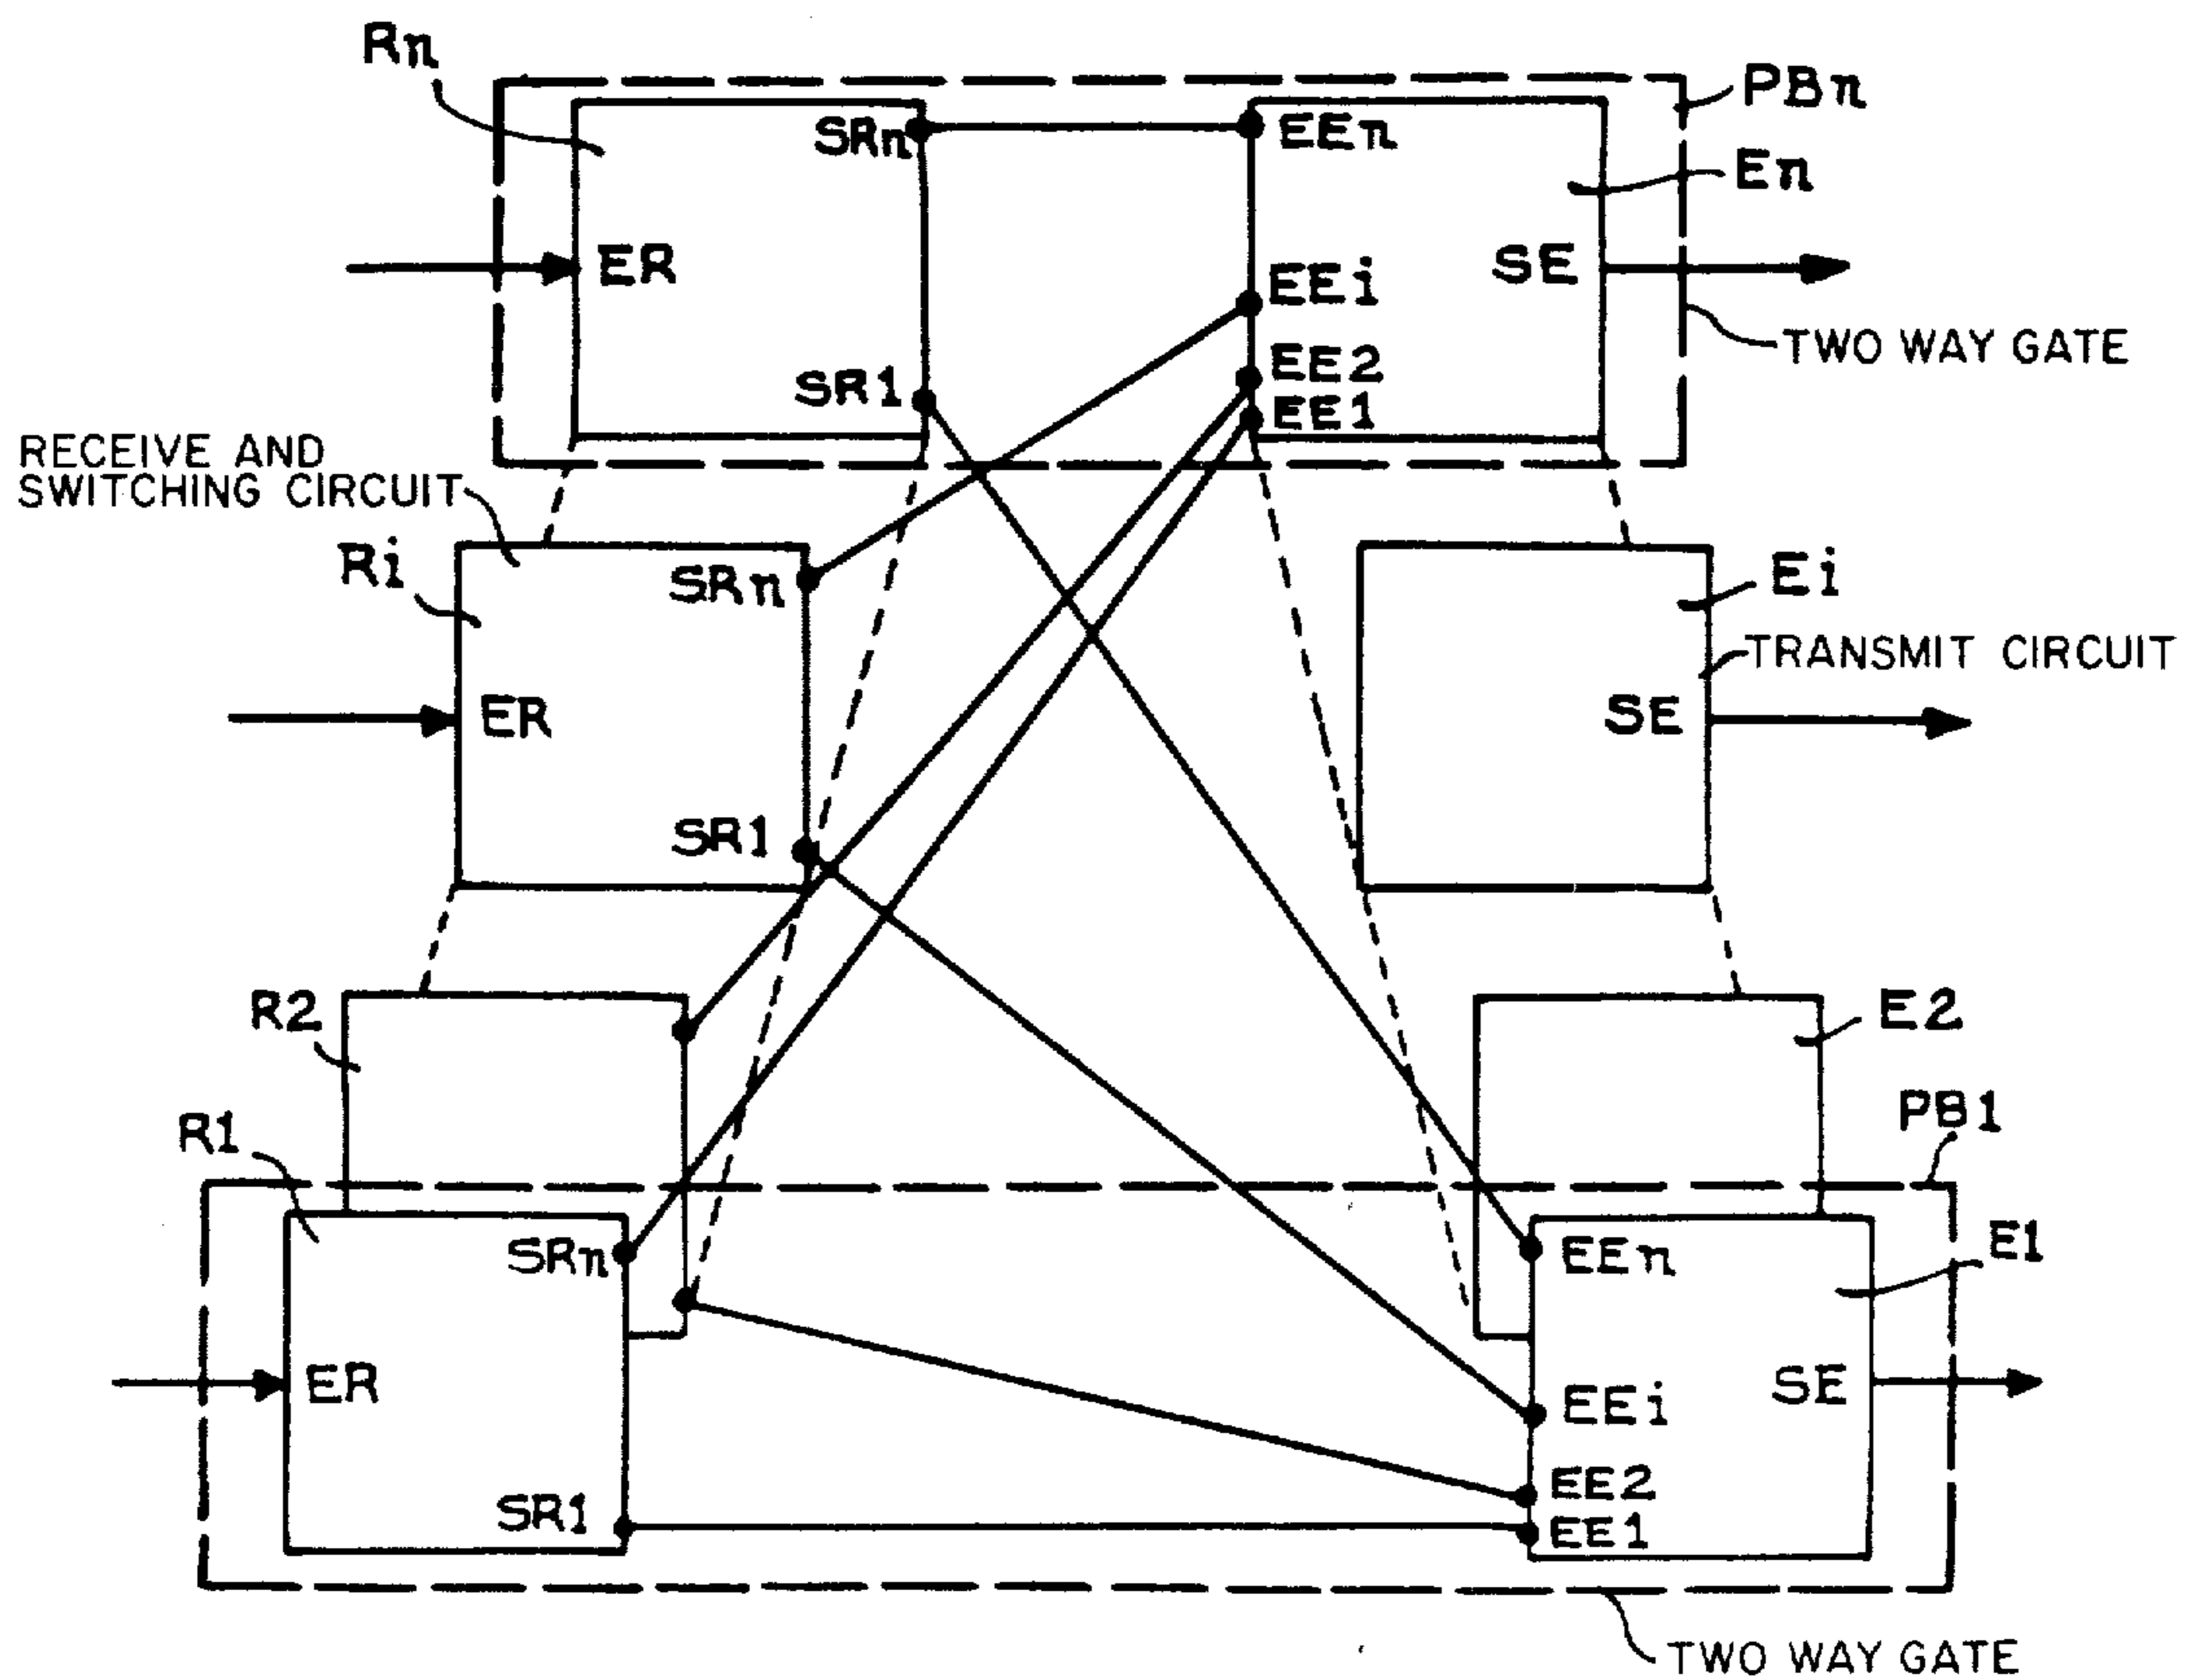 Rn
PBn
SRn
EEn
En
ER
EEi
SE
TWO WAY GATE
SR1
EE2
EE1
RECEIVE AND
SWITCHING CIRCUIT
Ri
SRn
Ei
TRANSMIT CIRCUIT
ER
SE
SR1
R2
E2
PB1
R1
SRn
EEn
E1
ER
SE
EEi
EE2
SR1
EE1
TWO WAY GATE